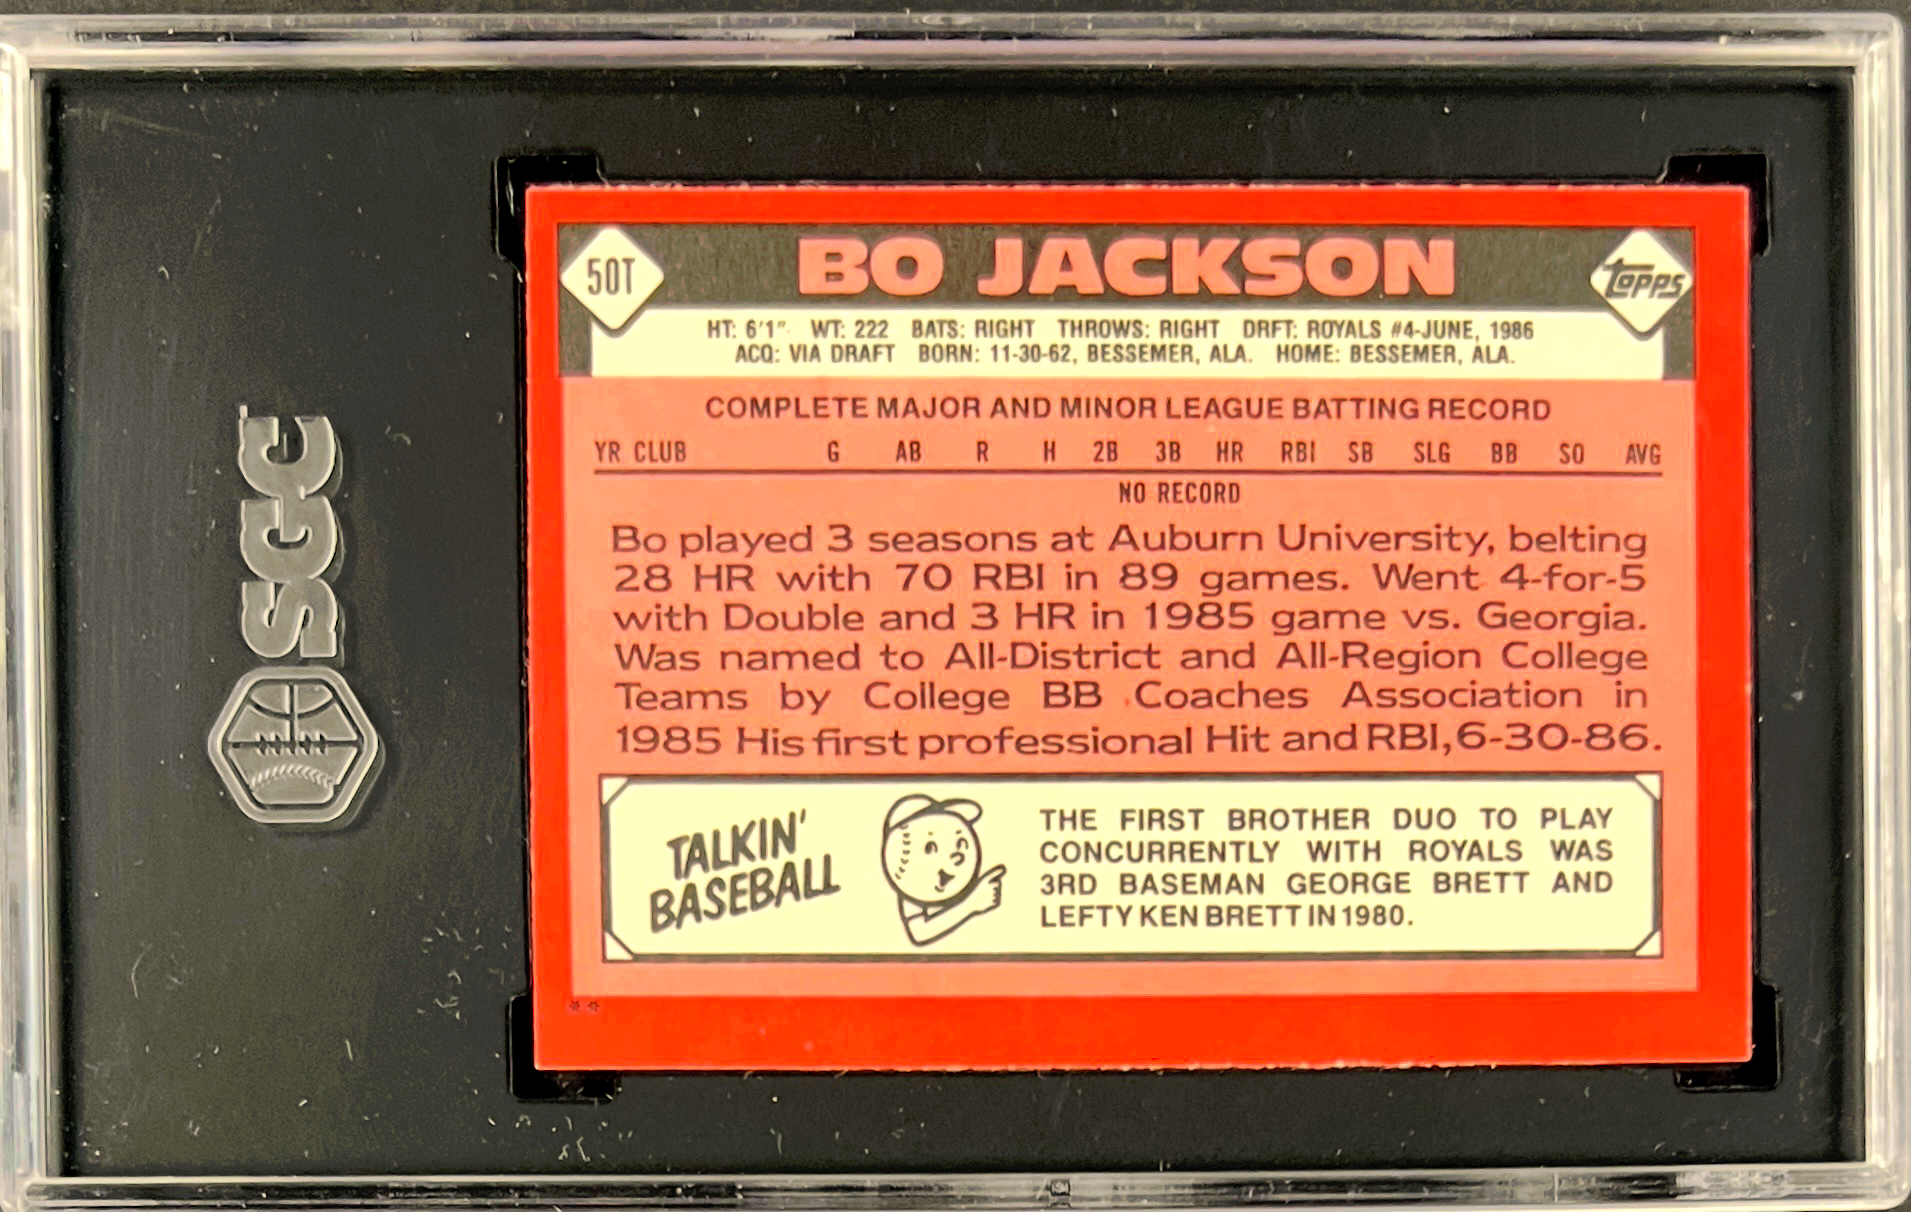 SGC
50T
BO JACKSON
TOPPS
HT: 6'1" WT: 222 BATS: RIGHT THROWS: RIGHT DRFT: ROYALS #4-JUNE, 1986
ACQ: VIA DRAFT BORN: 11-30-62, BESSEMER, ALA. HOME: BESSEMER, ALA.
COMPLETE MAJOR AND MINOR LEAGUE BATTING RECORD
YR CLUB G AB R H 2B 3B HR RBI SB SLG BB SO AVG
NO RECORD
Bo played 3 seasons at Auburn University, belting
28 HR with 70 RBI in 89 games. Went 4-for-5
with Double and 3 HR in 1985 game vs. Georgia.
Was named to All-District and All-Region College
Teams by College BB Coaches Association in
1985 His first professional Hit and RBI, 6-30-86.
TALKIN'
BASEBALL
THE FIRST BROTHER DUO TO PLAY
CONCURRENTLY WITH ROYALS WAS
3RD BASEMAN GEORGE BRETT AND
LEFTY KEN BRETT IN 1980.
**